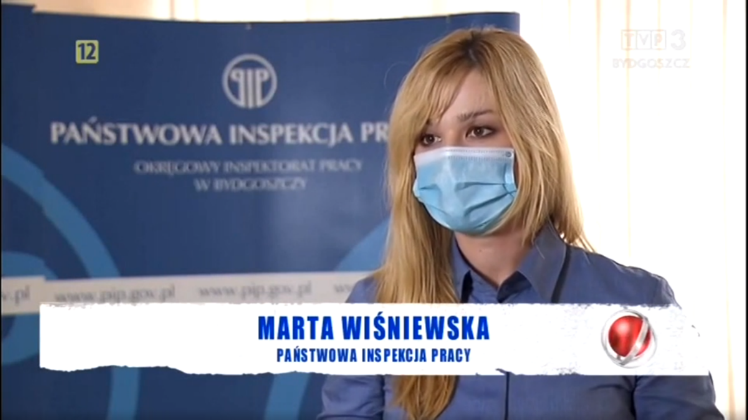 12
TVP3
BYDGOSZCZ
PIP
PAŃSTWOWA INSPEKCJA
OKRĘGOWY INSPEKTORAT PRACY
W BYDGOSZCZY
www.pip.gov.pl www.pip.gov.pl
MARTA WIŚNIEWSKA
PAŃSTWOWA INSPEKCJA PRACY